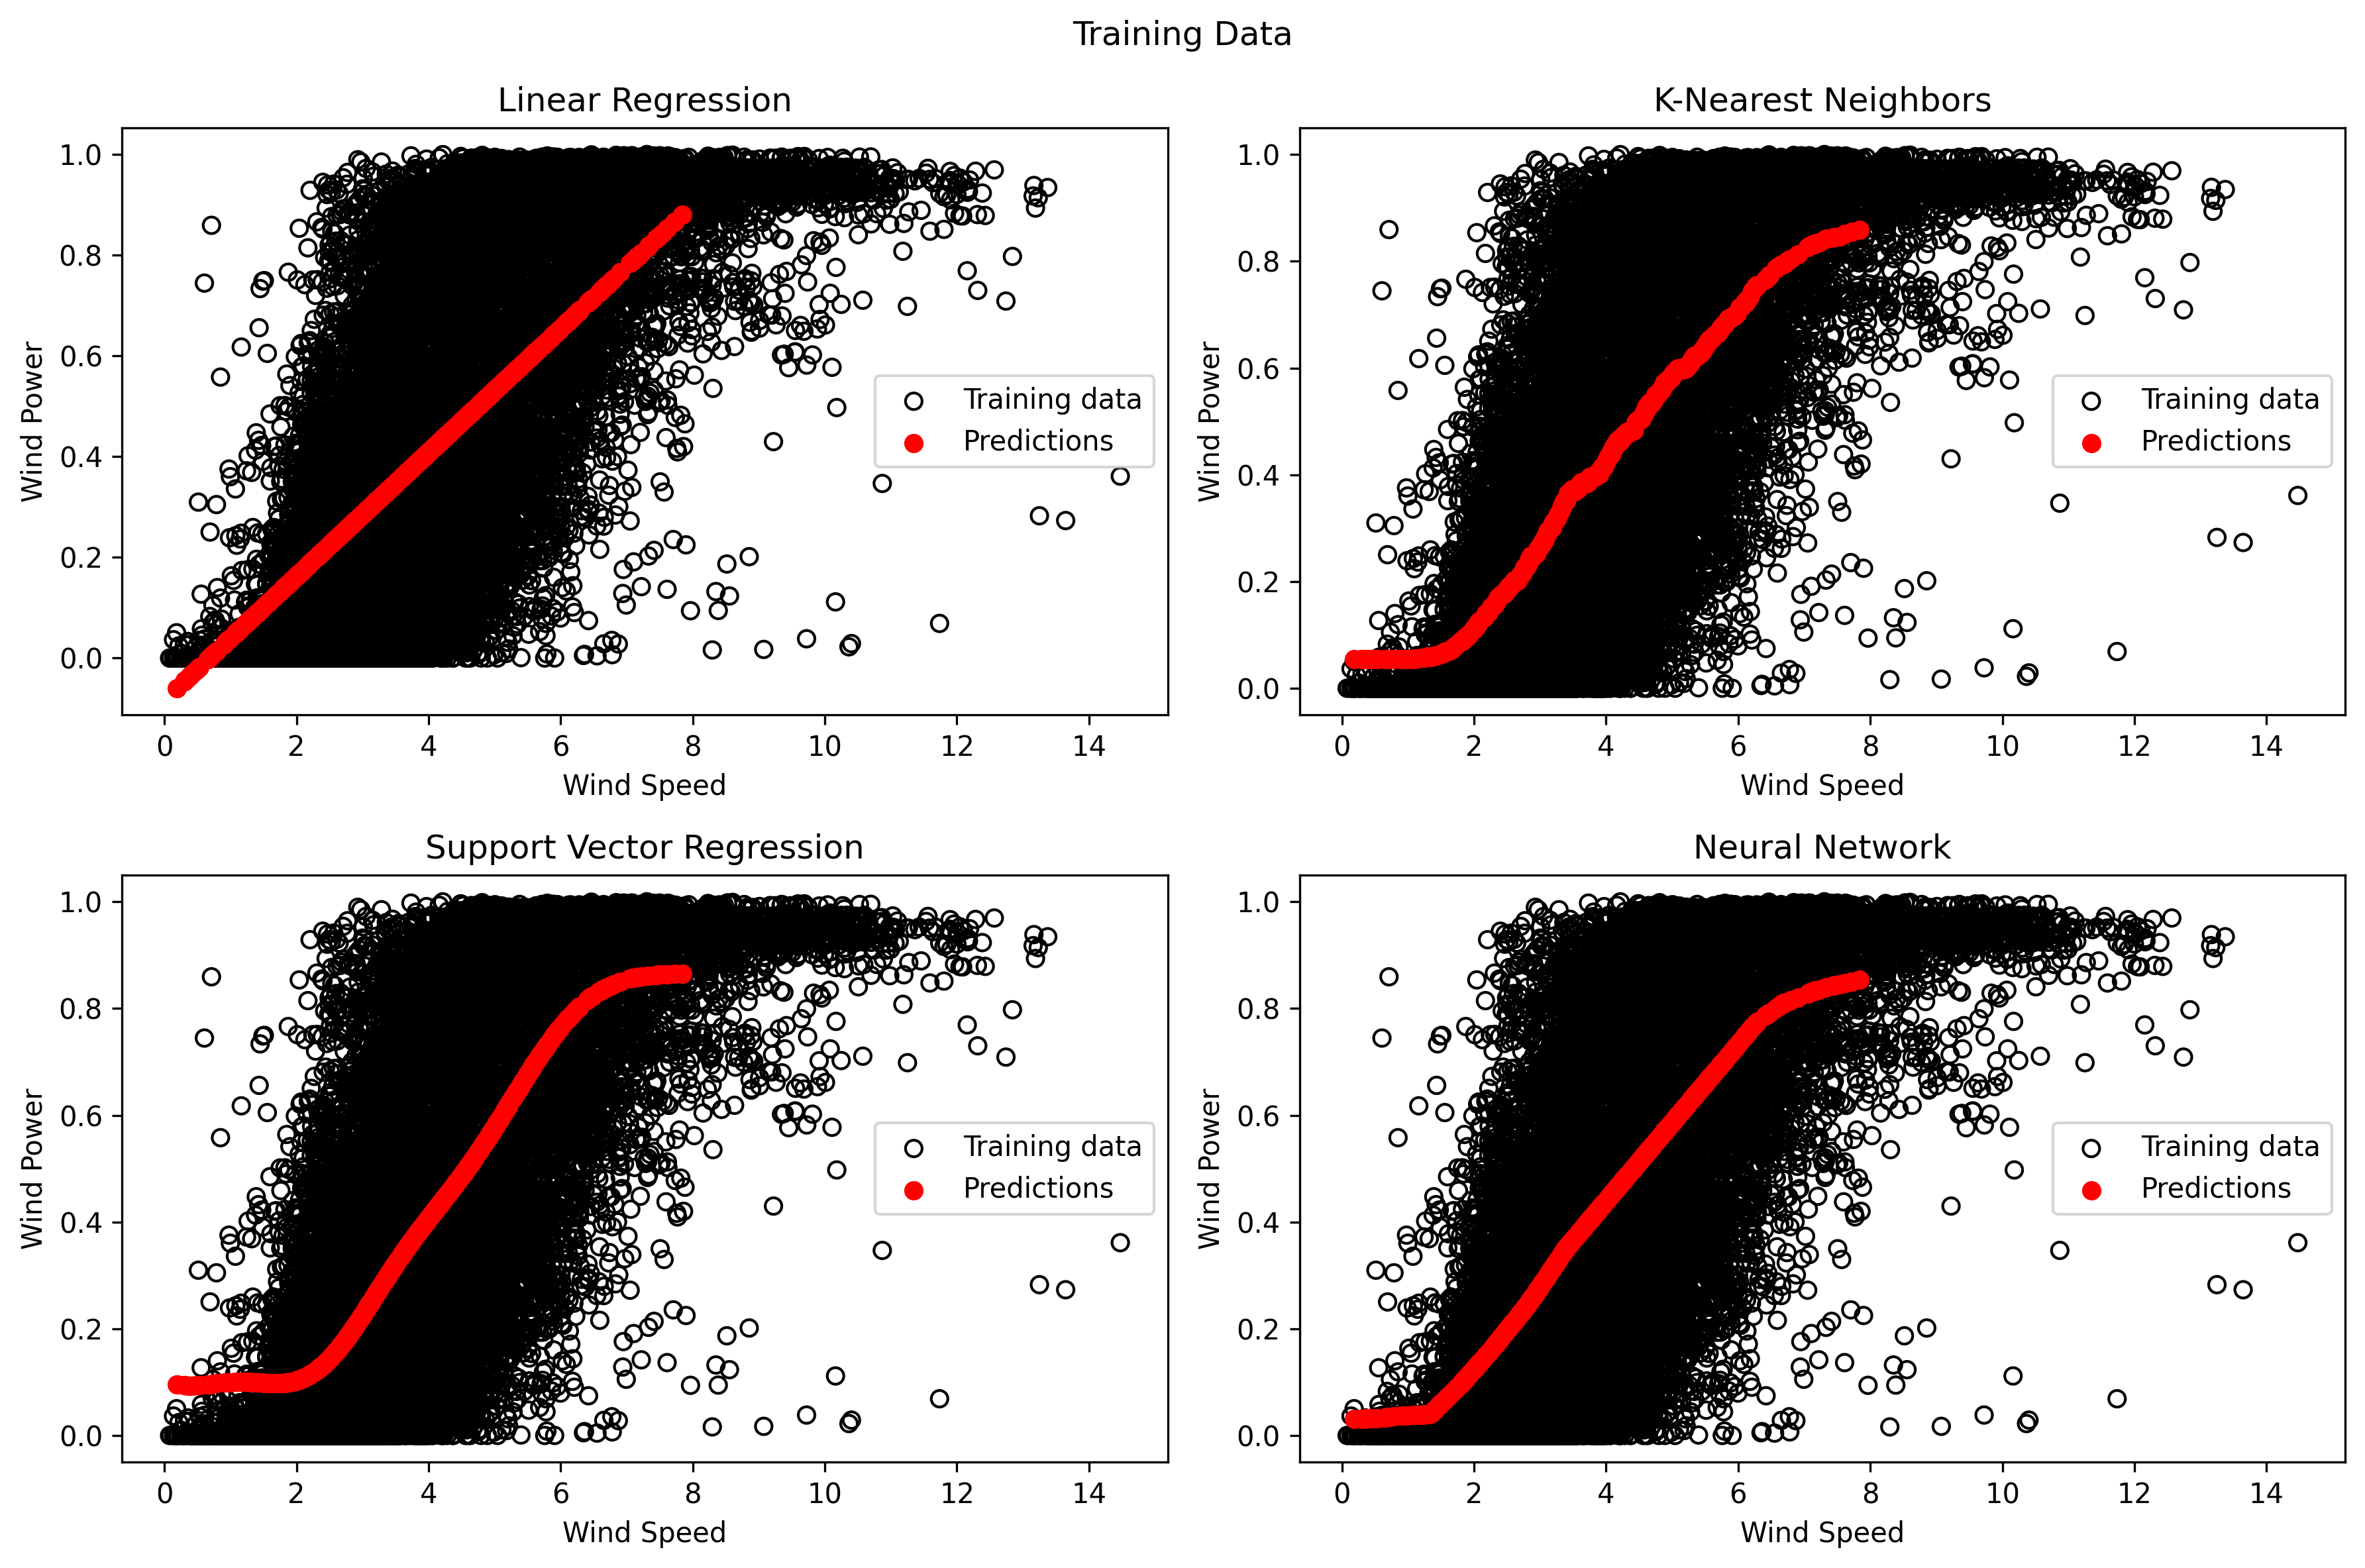 Training Data
Linear Regression
1.0
0.8
0.6
0.4
0.2
0.0
Wind Power
Training data
Predictions
0 2 4 6 8 10 12 14
Wind Speed
K-Nearest Neighbors
1.0
0.8
0.6
0.4
0.2
0.0
Wind Power
Training data
Predictions
0 2 4 6 8 10 12 14
Wind Speed
Support Vector Regression
1.0
0.8
0.6
0.4
0.2
0.0
Wind Power
Training data
Predictions
0 2 4 6 8 10 12 14
Wind Speed
Neural Network
1.0
0.8
0.6
0.4
0.2
0.0
Wind Power
Training data
Predictions
0 2 4 6 8 10 12 14
Wind Speed